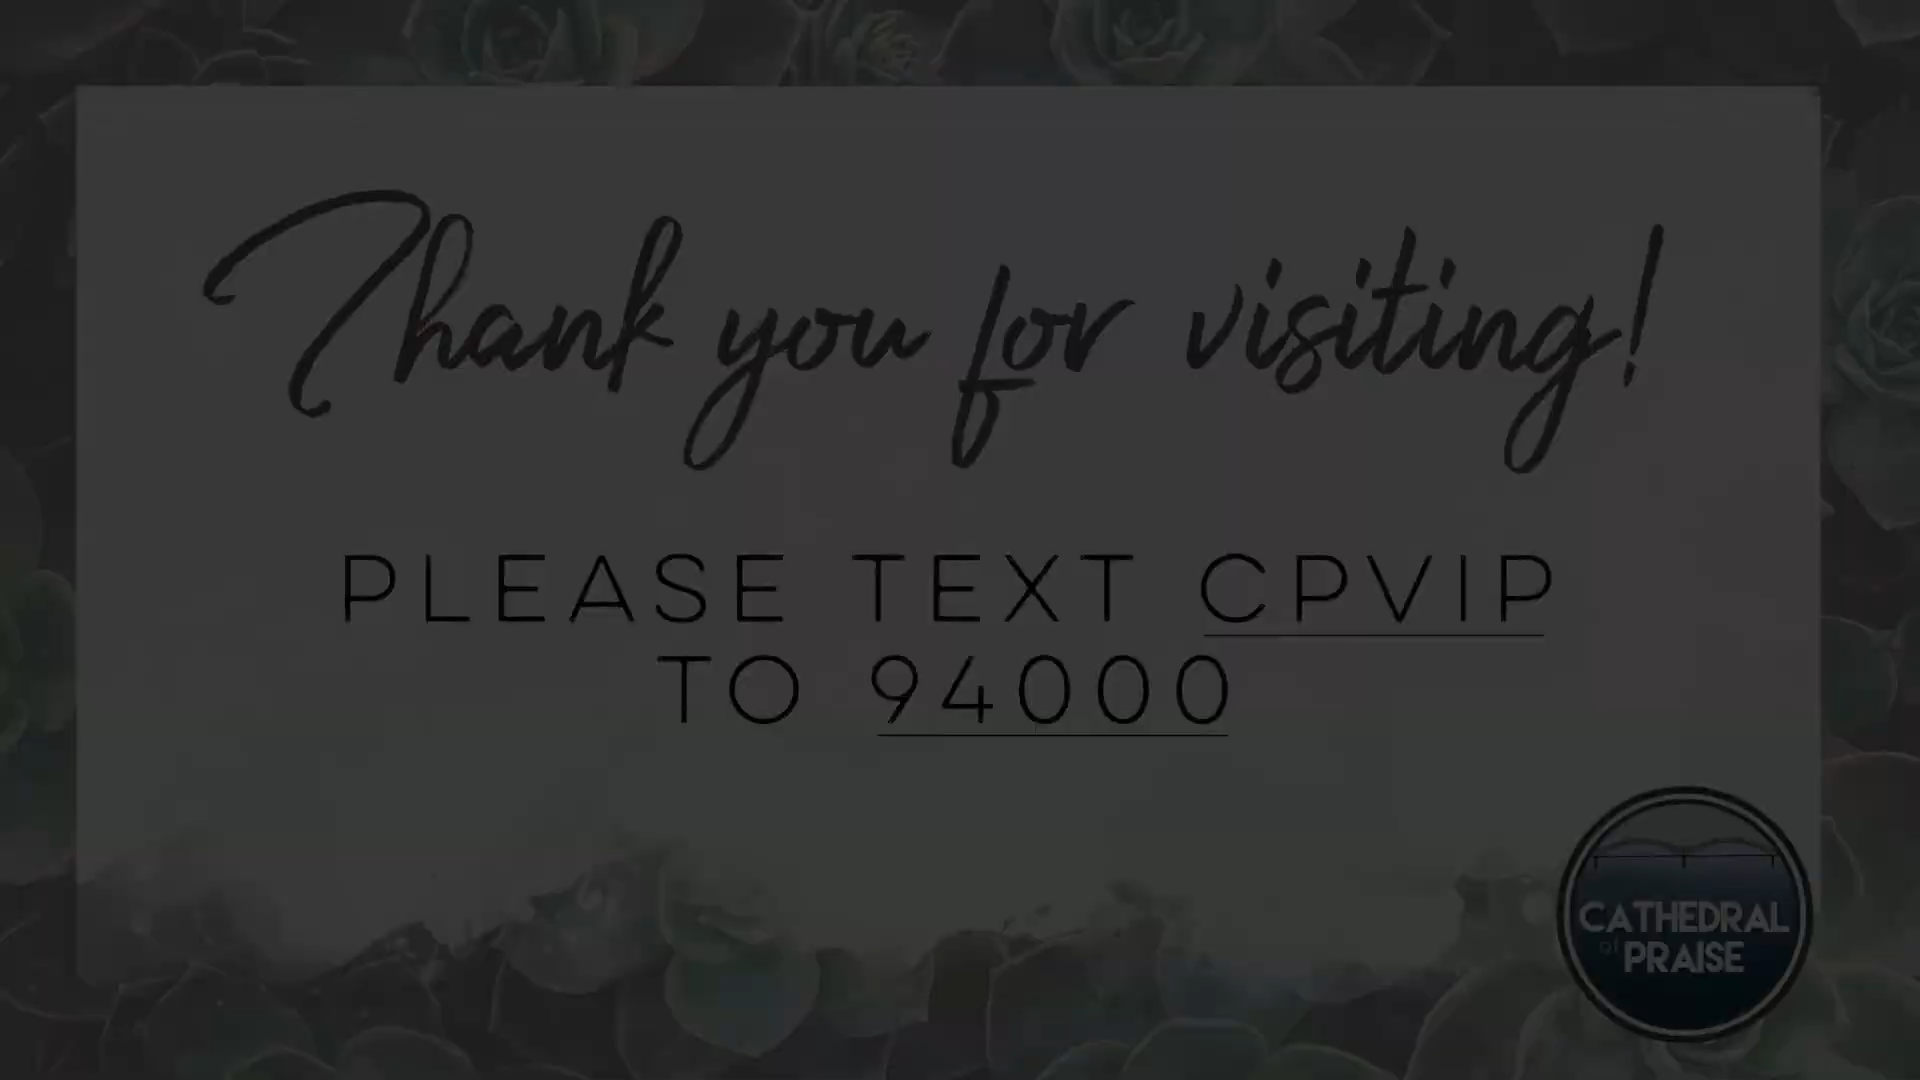 Thank you for visiting!
PLEASE TEXT CPVIP
TO 94000
CATHEDRAL
of
PRAISE